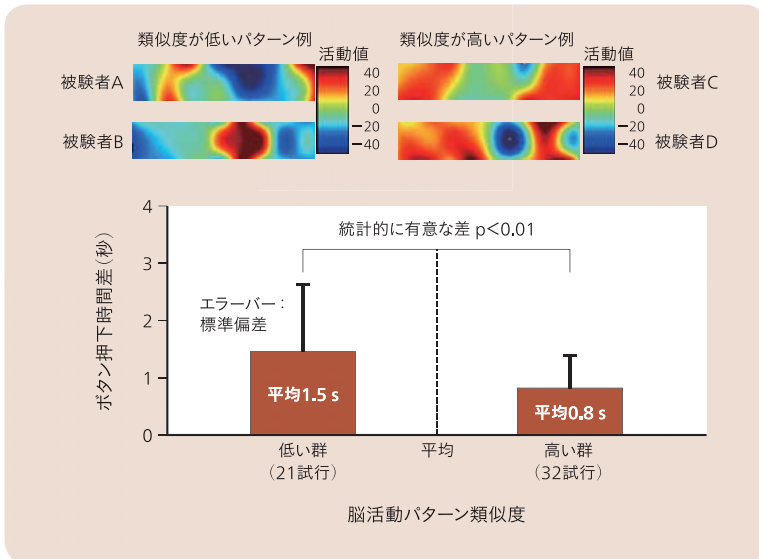 類似度が低いパターン例
活動値
被験者A
40
20
0
−20
−40
被験者B
類似度が高いパターン例
活動値
40
20
0
−20
−40
被験者C
被験者D
ボタン押下時間差(秒)
4
3
2
1
0
統計的に有意な差 p<0.01
エラーバー：
標準偏差
平均1.5 s
平均0.8 s
低い群
(21試行)
平均
高い群
(32試行)
脳活動パターン類似度